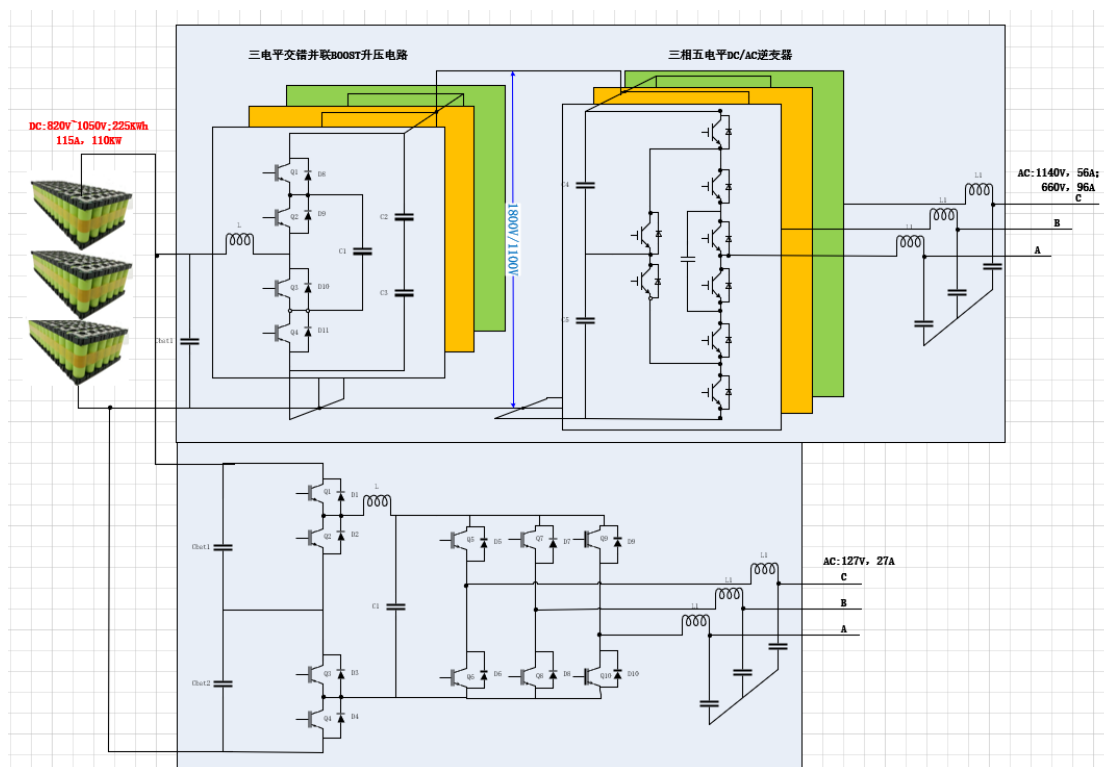 三电平交错并联BOOST升压电路
三相五电平DC/AC逆变器
DC:820V~1050V;225KWh
115A, 110KW
1800V/1100V
AC:1140V, 56A;
660V, 96A
C
B
A
L1
L1
L1
L
Q1
D8
Q2
D9
C1
C2
Q3
D10
C3
Q4
D11
Cbat1
C4
C5
Cbat1
Cbat2
Q1
D1
Q2
D2
L
C1
Q3
D3
Q4
D4
Q5
D5
Q7
D7
Q9
D9
Q6
D6
Q8
D8
Q10
D10
L1
L1
L1
AC:127V, 27A
C
B
A